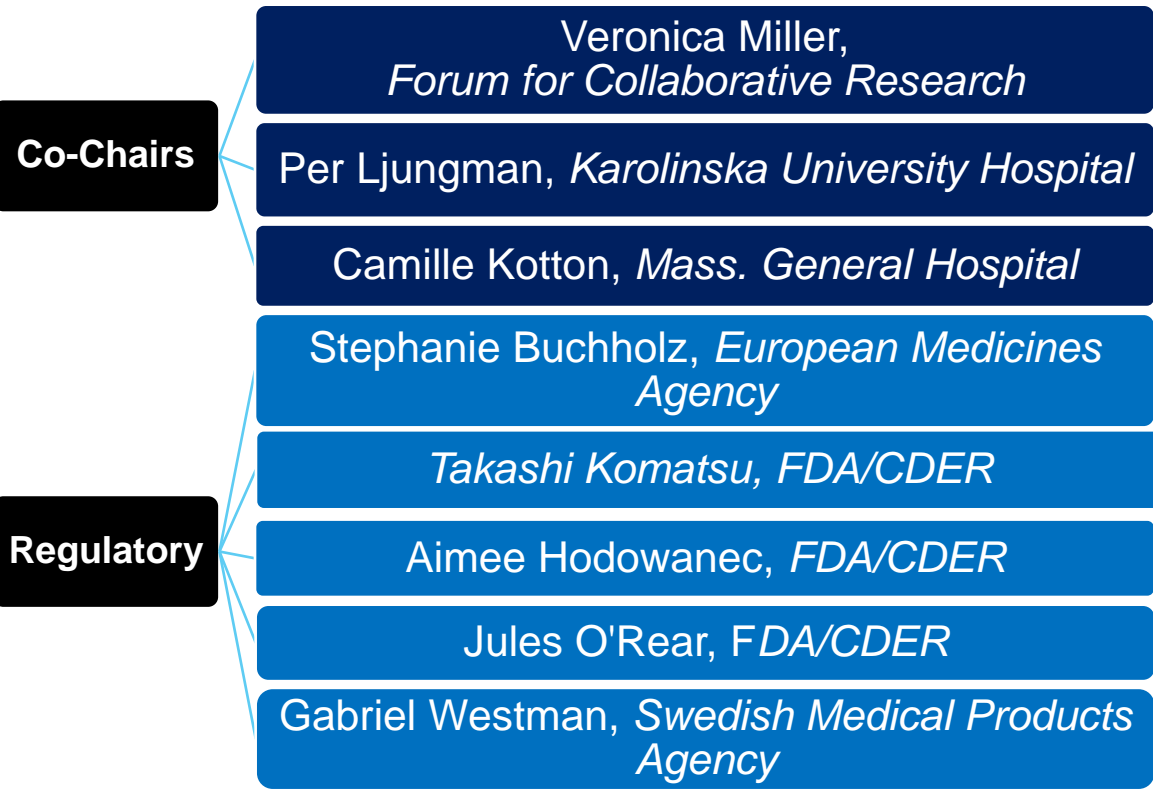 Co-Chairs
Veronica Miller,
Forum for Collaborative Research
Per Ljungman, Karolinska University Hospital
Camille Kotton, Mass. General Hospital
Regulatory
Stephanie Buchholz, European Medicines
Agency
Takashi Komatsu, FDA/CDER
Aimee Hodowanec, FDA/CDER
Jules O'Rear, FDA/CDER
Gabriel Westman, Swedish Medical Products
Agency